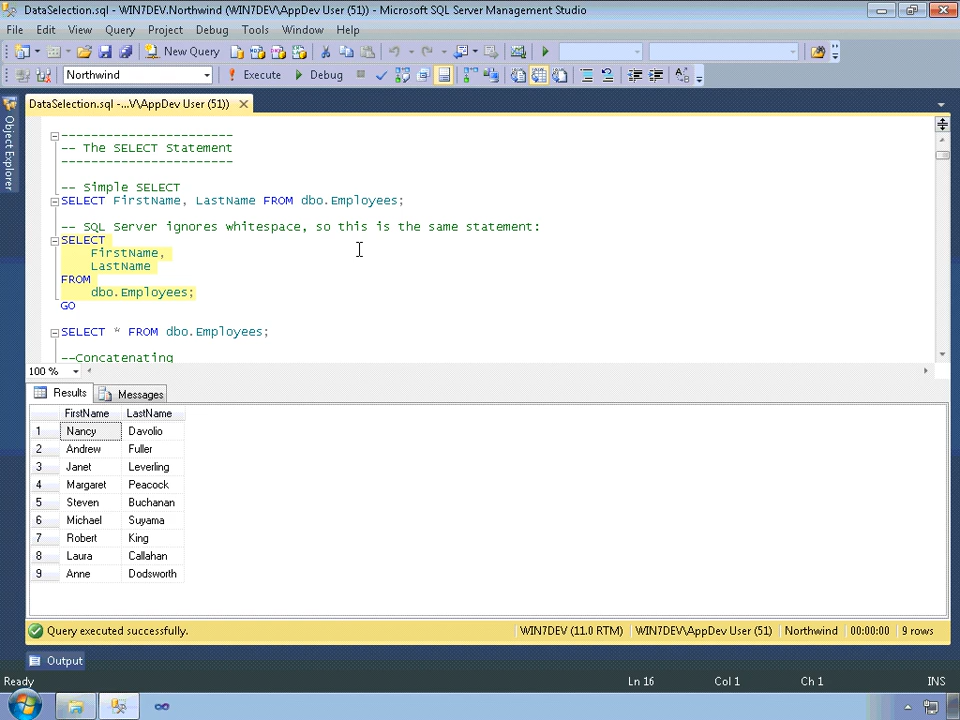 DataSelection.sql - WIN7DEV.Northwind (WIN7DEV\AppDev User (51)) - Microsoft SQL Server Management Studio
File Edit View Query Project Debug Tools Window Help
New Query
Northwind Execute Debug
DataSelection.sql -...V\AppDev User (51))
Object Explorer
-----------------------
-- The SELECT Statement
-----------------------
-- Simple SELECT
SELECT FirstName, LastName FROM dbo.Employees;
-- SQL Server ignores whitespace, so this is the same statement:
SELECT
FirstName,
LastName
FROM
dbo.Employees;
GO
SELECT * FROM dbo.Employees;
--Concatenating
100 %
Results Messages
FirstName LastName
1 Nancy Davolio
2 Andrew Fuller
3 Janet Leverling
4 Margaret Peacock
5 Steven Buchanan
6 Michael Suyama
7 Robert King
8 Laura Callahan
9 Anne Dodsworth
Query executed successfully. WIN7DEV (11.0 RTM) WIN7DEV\AppDev User (51) Northwind 00:00:00 9 rows
Output
Ready Ln 16 Col 1 Ch 1 INS